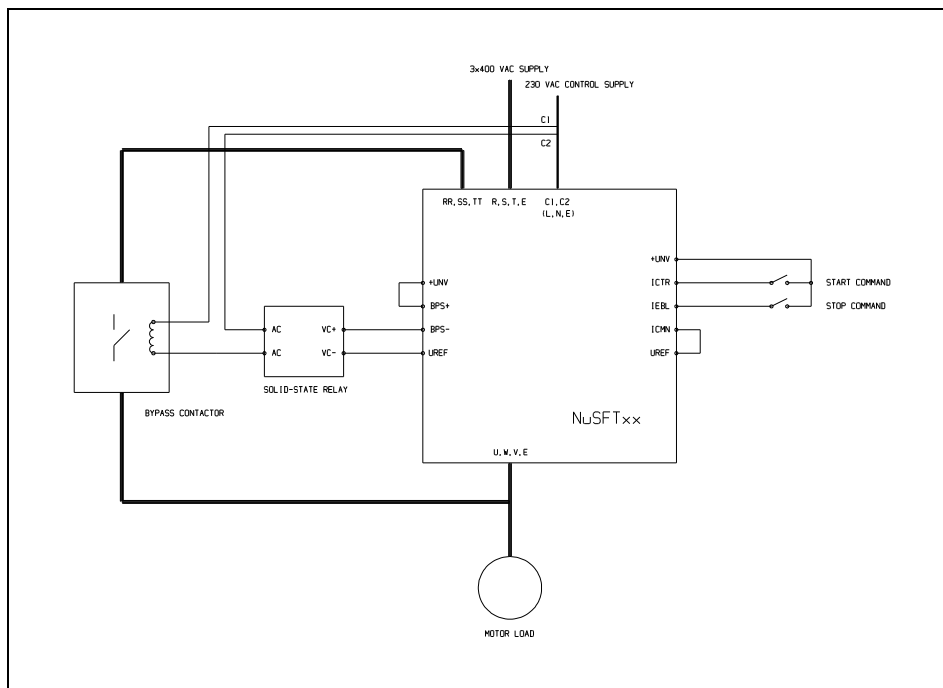 3x400 VAC SUPPLY
230 VAC CONTROL SUPPLY
C1
C2
RR,SS,TT
R,S,T,E
C1,C2
(L,N,E)
+UNV
BPS+
BPS-
UREF
+UNV
ICTR
IEBL
ICMN
UREF
START COMMAND
STOP COMMAND
AC
VC+
AC
VC-
SOLID-STATE RELAY
BYPASS CONTACTOR
NuSFTxx
U,W,V,E
MOTOR LOAD